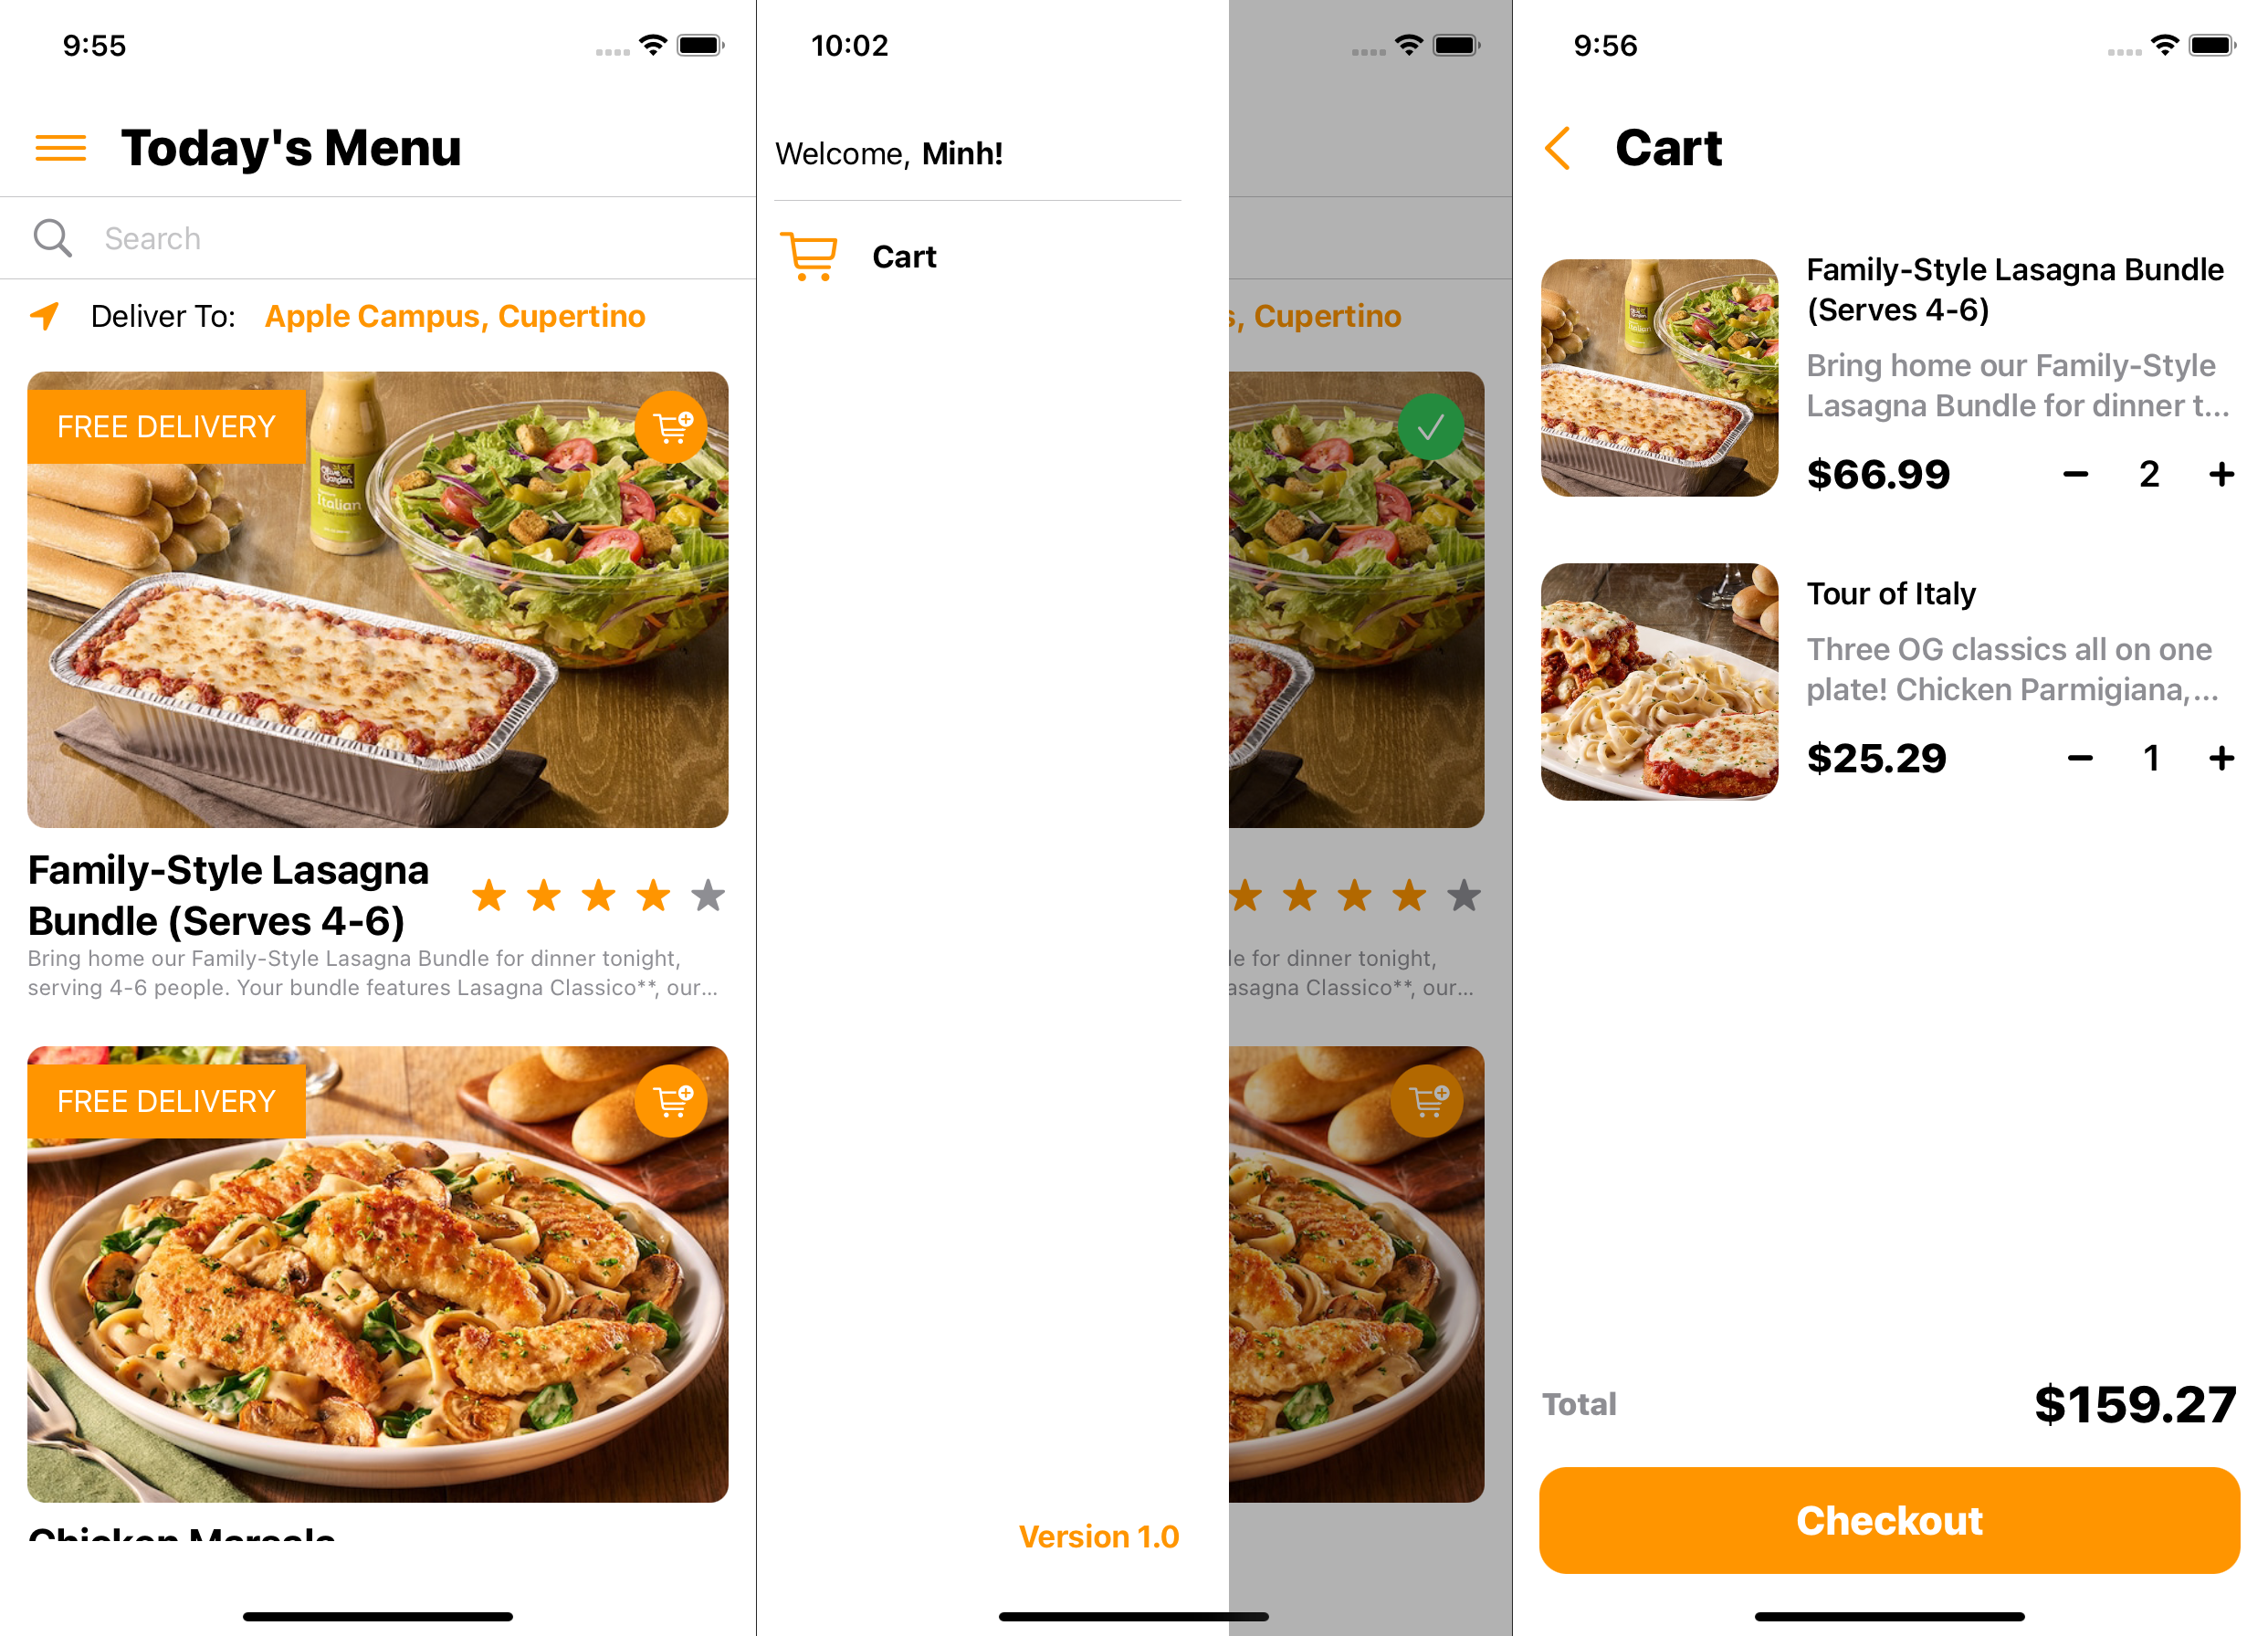 9:55
Today's Menu
Search
Deliver To: Apple Campus, Cupertino
FREE DELIVERY
Olive Garden
Italian
Family-Style Lasagna
Bundle (Serves 4-6)
Bring home our Family-Style Lasagna Bundle for dinner tonight,
serving 4-6 people. Your bundle features Lasagna Classico**, our...
FREE DELIVERY
10:02
Welcome, Minh!
Cart
Version 1.0
, Cupertino
for dinner tonight,
Classico**, our...
9:56
Cart
Family-Style Lasagna Bundle
(Serves 4-6)
Bring home our Family-Style
Lasagna Bundle for dinner t...
$66.99 − 2 +
Tour of Italy
Three OG classics all on one
plate! Chicken Parmigiana,...
$25.29 − 1 +
Total $159.27
Checkout